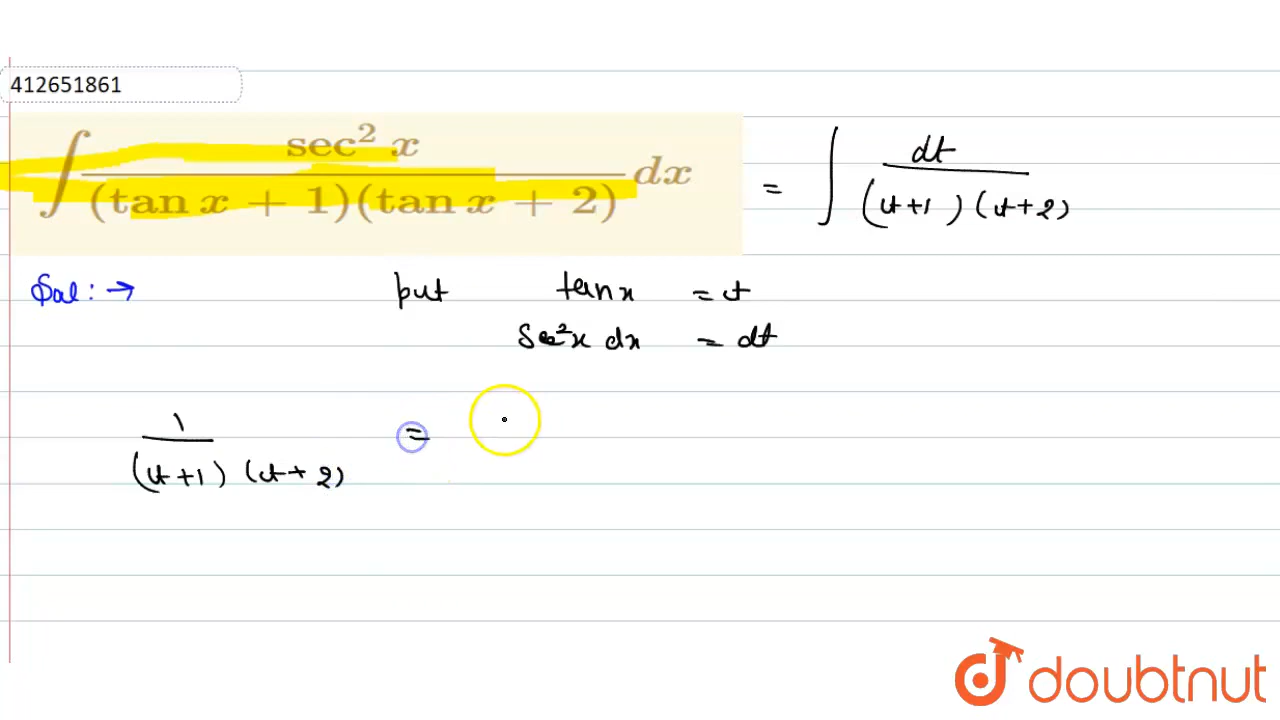 412651861
∫ sec² x / (tan x + 1)(tan x + 2) dx = ∫ dt / (t+1)(t+2)
Sol: → put tan x = t
Sec²x dx = dt
1 / (t+1)(t+2) =
doubtnut